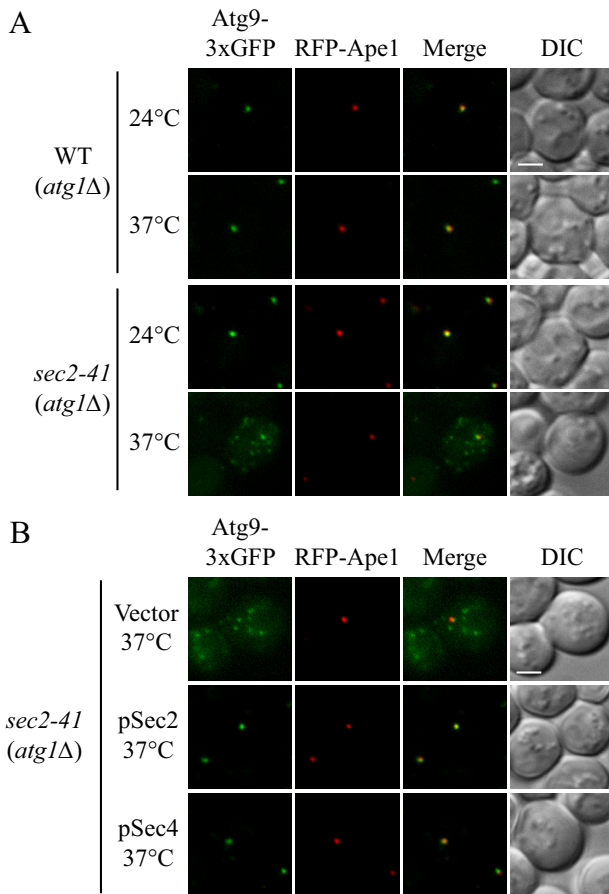 A
Atg9-
3xGFP RFP-Ape1 Merge DIC
24°C
WT
(atg1Δ)
37°C
24°C
sec2-41
(atg1Δ)
37°C
B
Atg9-
3xGFP RFP-Ape1 Merge DIC
Vector
37°C
sec2-41
(atg1Δ)
pSec2
37°C
pSec4
37°C